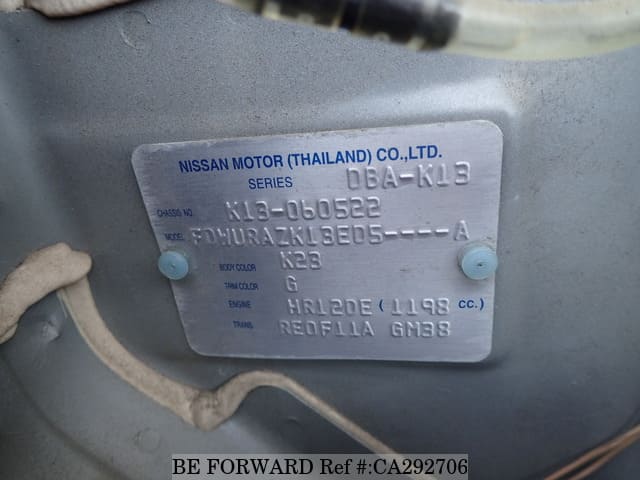 NISSAN MOTOR (THAILAND) CO.,LTD.
SERIES DBA-K13
CHASSIS NO. K13-060522
MODEL FDWURAZK13ED5----A
BODY COLOR K23
TRIM COLOR G
ENGINE HR12DE (1198 cc.)
TRANS. RE0F11A GM38
BE FORWARD Ref #:CA292706